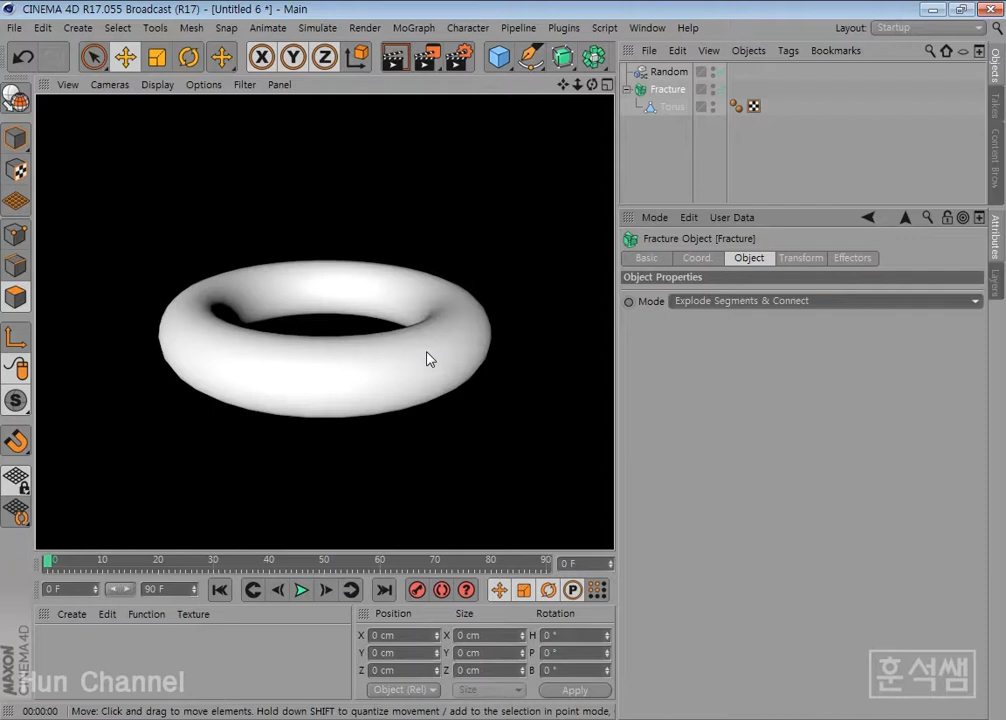 CINEMA 4D R17.055 Broadcast (R17) - [Untitled 6 *] - Main
File Edit Create Select Tools Mesh Snap Animate Simulate Render MoGraph Character Pipeline Plugins Script Window Help Layout: Startup
X Y Z
File Edit View Objects Tags Bookmarks
View Cameras Display Options Filter Panel
Random
Fracture
Torus
Objects
Takes
Content Brow
Mode Edit User Data
Fracture Object [Fracture]
Basic Coord. Object Transform Effectors
Object Properties
Mode Explode Segments & Connect
Attributes
Layers
S
0 10 20 30 40 50 60 70 80 90 0 F
0 F 90 F P
Create Edit Function Texture
Position Size Rotation
X 0 cm X 0 cm H 0 °
Y 0 cm Y 0 cm P 0 °
Z 0 cm Z 0 cm B 0 °
Object (Rel) Size Apply
MAXON
CINEMA 4D
Hun Channel
훈석쌤
00:00:00 Move: Click and drag to move elements. Hold down SHIFT to quantize movement / add to the selection in point mode,